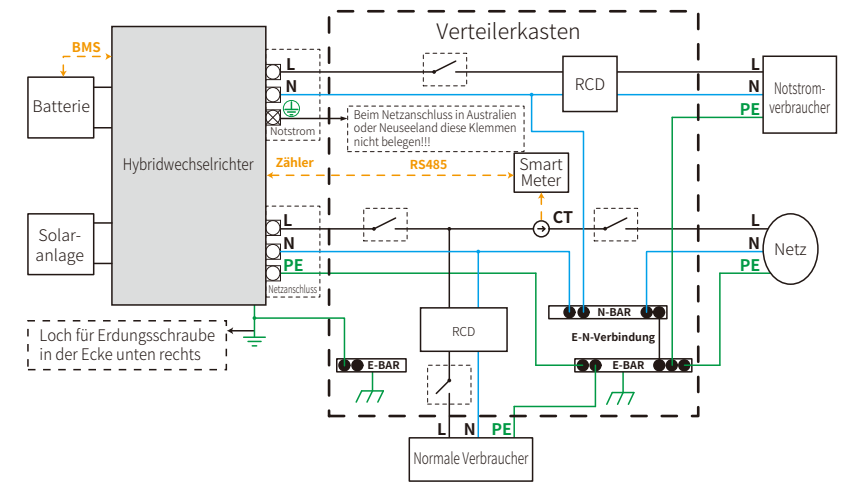 Verteilerkasten
BMS
L
L
N
RCD
N
Notstrom-
verbraucher
PE
Batterie
Notstrom
Beim Netzanschluss in Australien
oder Neuseeland diese Klemmen
nicht belegen!!!
Hybridwechselrichter
Zähler
RS485
Smart
Meter
CT
Solar-
anlage
L
N
PE
Netzanschluss
L
N
PE
Netz
Loch für Erdungsschraube
in der Ecke unten rechts
RCD
N-BAR
E-N-Verbindung
E-BAR
E-BAR
L
N
PE
Normale Verbraucher